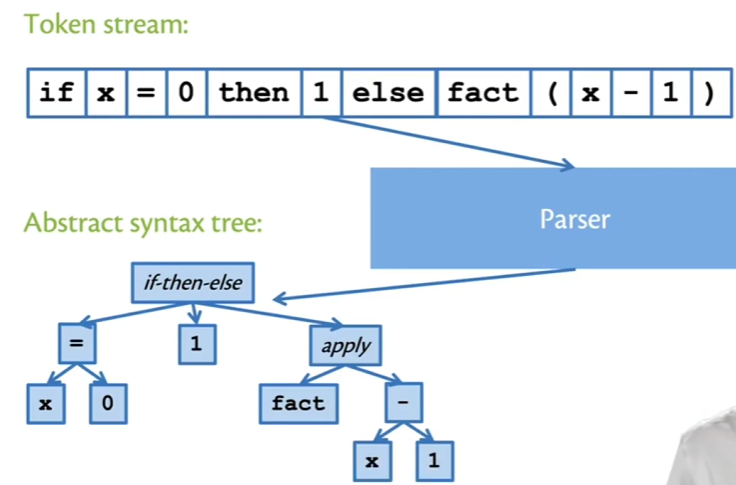 Token stream:
if x = 0 then 1 else fact ( x - 1 )
Parser
Abstract syntax tree:
if-then-else
= 1 apply
x 0 fact -
x 1